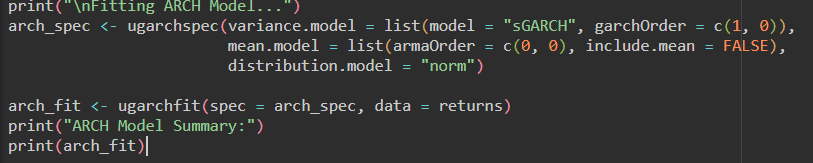 print("\nFitting ARCH Model...")
arch_spec <- ugarchspec(variance.model = list(model = "sGARCH", garchOrder = c(1, 0)),
mean.model = list(armaOrder = c(0, 0), include.mean = FALSE),
distribution.model = "norm")
arch_fit <- ugarchfit(spec = arch_spec, data = returns)
print("ARCH Model Summary:")
print(arch_fit)